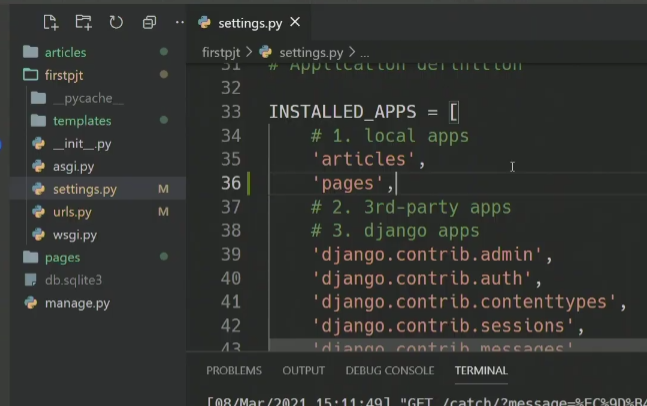 settings.py
articles
firstpjt
__pycache__
templates
__init__.py
asgi.py
settings.py M
urls.py M
wsgi.py
pages
db.sqlite3
manage.py
firstpjt > settings.py > ...
31 # Application definition
32
33 INSTALLED_APPS = [
34 # 1. local apps
35 'articles',
36 'pages',
37 # 2. 3rd-party apps
38 # 3. django apps
39 'django.contrib.admin',
40 'django.contrib.auth',
41 'django.contrib.contenttypes',
42 'django.contrib.sessions',
43 'django.contrib.messages'
PROBLEMS OUTPUT DEBUG CONSOLE TERMINAL
[08/Mar/2021 15:11:49] "GET /catch/?message=%EC%9D%B